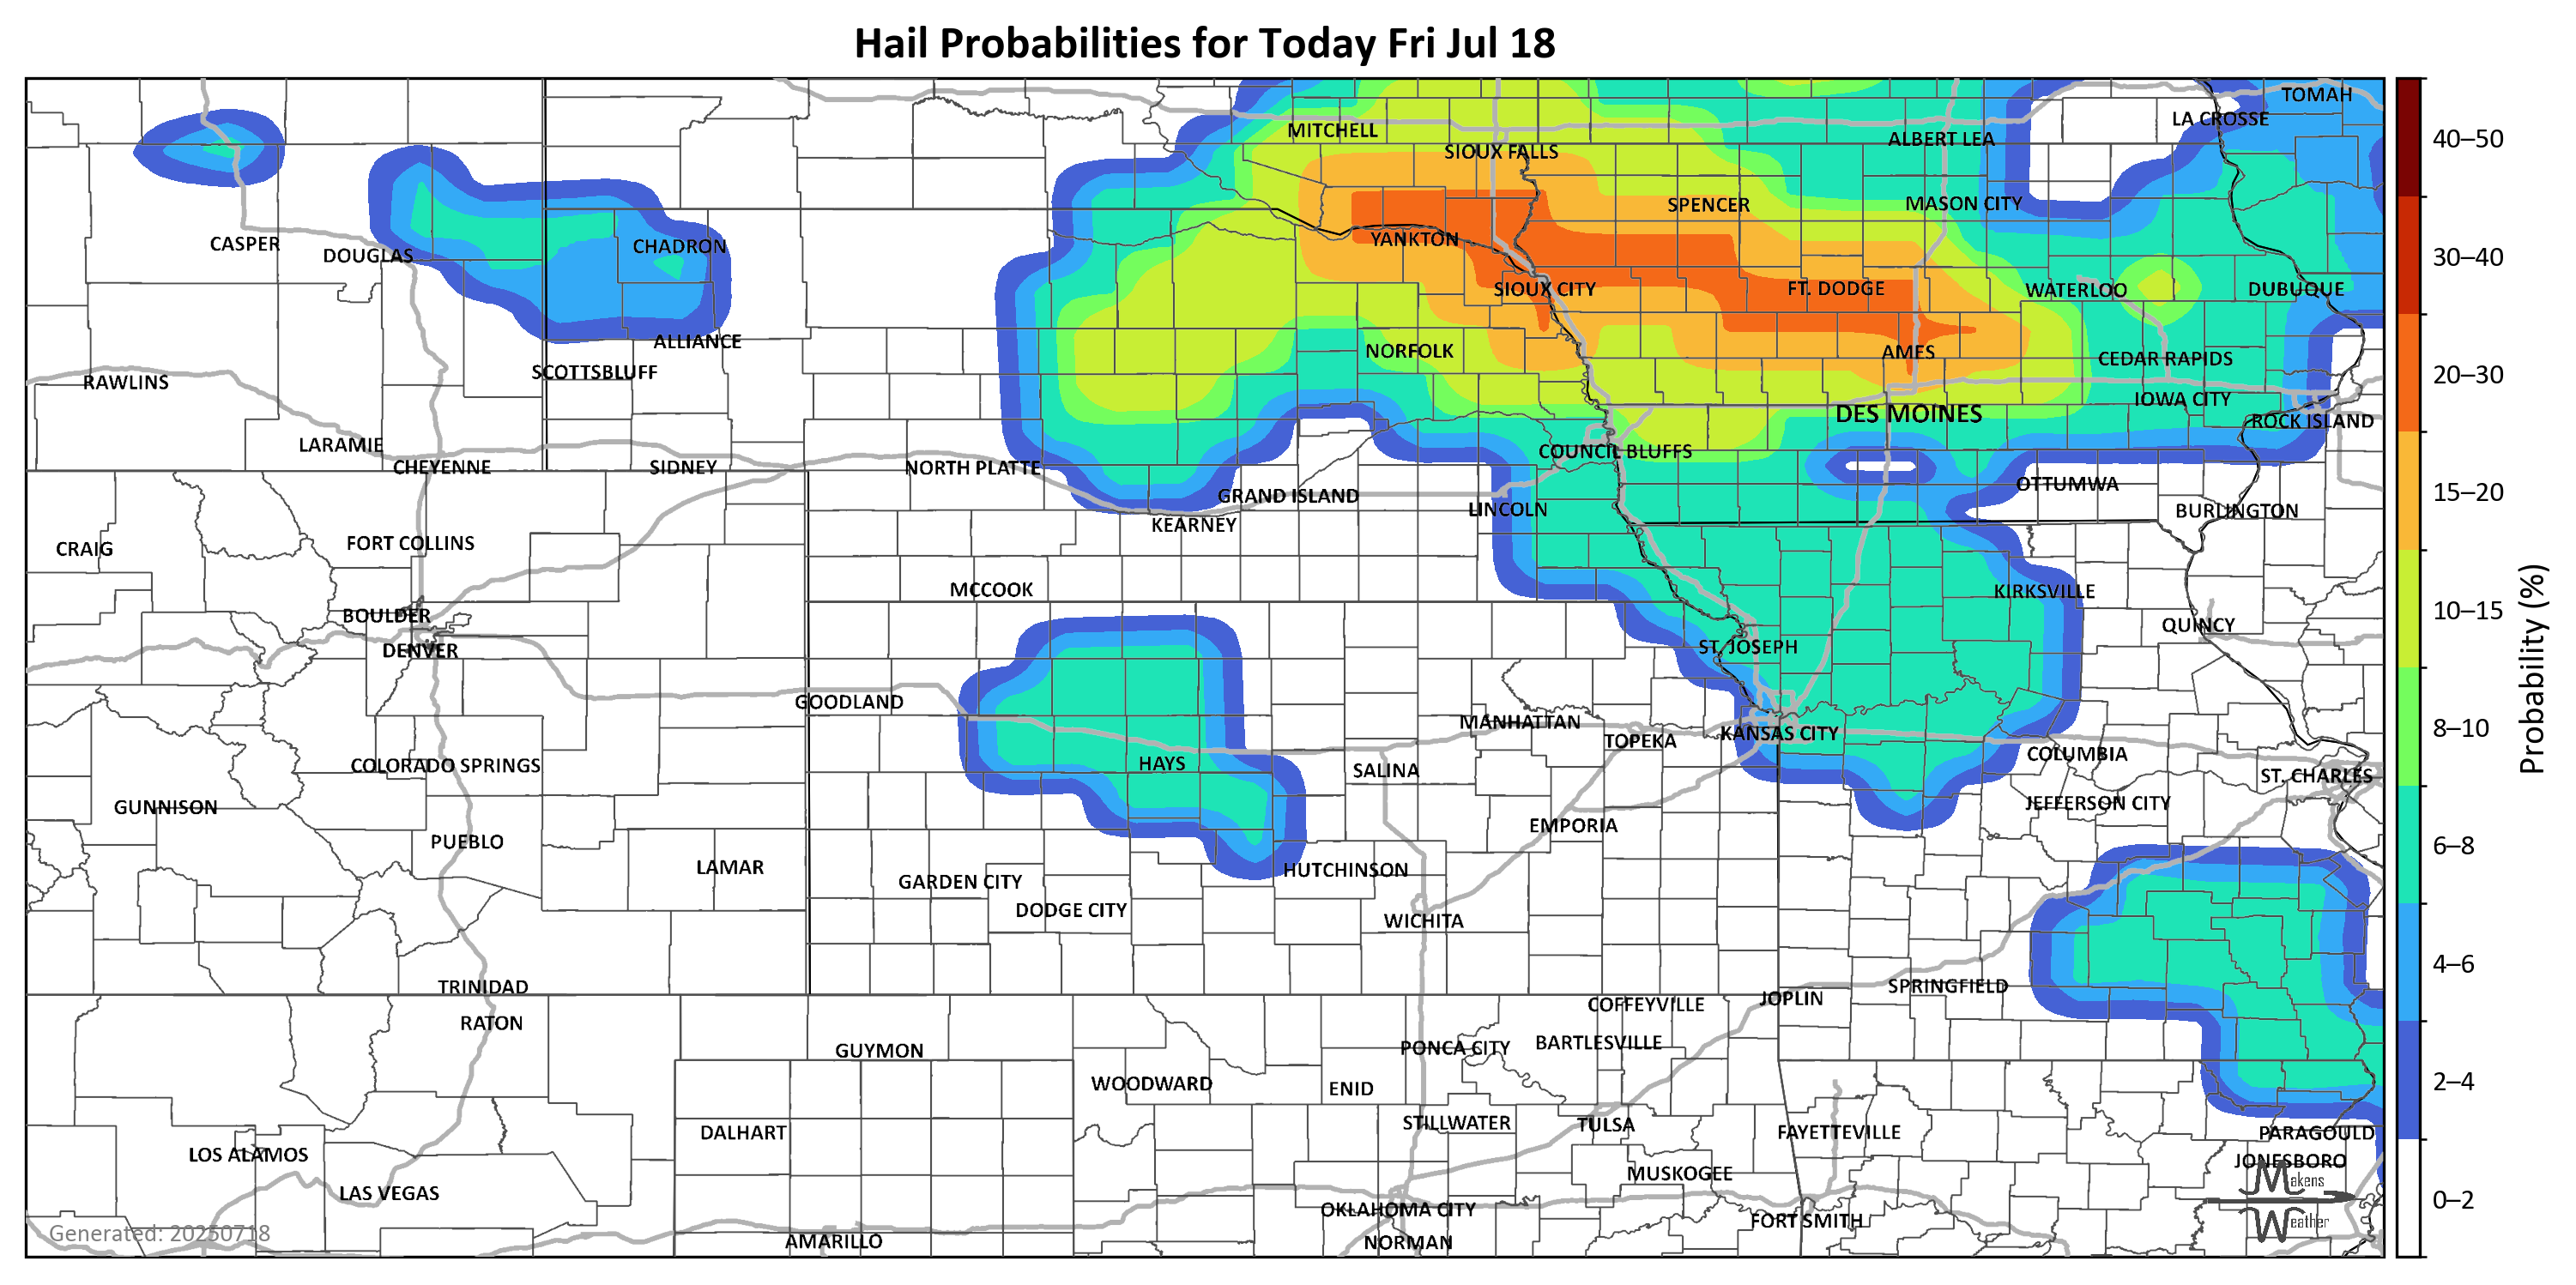 Hail Probabilities for Today Fri Jul 18
TOMAH
LA CROSSE
MITCHELL
ALBERT LEA
SIOUX FALLS
SPENCER
MASON CITY
YANKTON
CASPER
CHADRON
DOUGLAS
SIOUX CITY
FT. DODGE
WATERLOO
DUBUQUE
ALLIANCE
NORFOLK
AMES
CEDAR RAPIDS
SCOTTSBLUFF
RAWLINS
IOWA CITY
DES MOINES
ROCK ISLAND
LARAMIE
COUNCIL BLUFFS
CHEYENNE
SIDNEY
NORTH PLATTE
OTTUMWA
GRAND ISLAND
LINCOLN
BURLINGTON
KEARNEY
CRAIG
FORT COLLINS
MCCOOK
KIRKSVILLE
BOULDER
QUINCY
DENVER
ST. JOSEPH
GOODLAND
MANHATTAN
KANSAS CITY
TOPEKA
COLUMBIA
COLORADO SPRINGS
HAYS
SALINA
ST. CHARLES
GUNNISON
JEFFERSON CITY
EMPORIA
PUEBLO
LAMAR
HUTCHINSON
GARDEN CITY
DODGE CITY
WICHITA
TRINIDAD
SPRINGFIELD
JOPLIN
COFFEYVILLE
RATON
BARTLESVILLE
PONCA CITY
GUYMON
WOODWARD
ENID
STILLWATER
TULSA
DALHART
FAYETTEVILLE
PARAGOULD
LOS ALAMOS
JONESBORO
MUSKOGEE
LAS VEGAS
OKLAHOMA CITY
FORT SMITH
AMARILLO
NORMAN
Generated: 20250718
Makens
Weather
40–50
30–40
20–30
15–20
10–15
8–10
6–8
4–6
2–4
0–2
Probability (%)